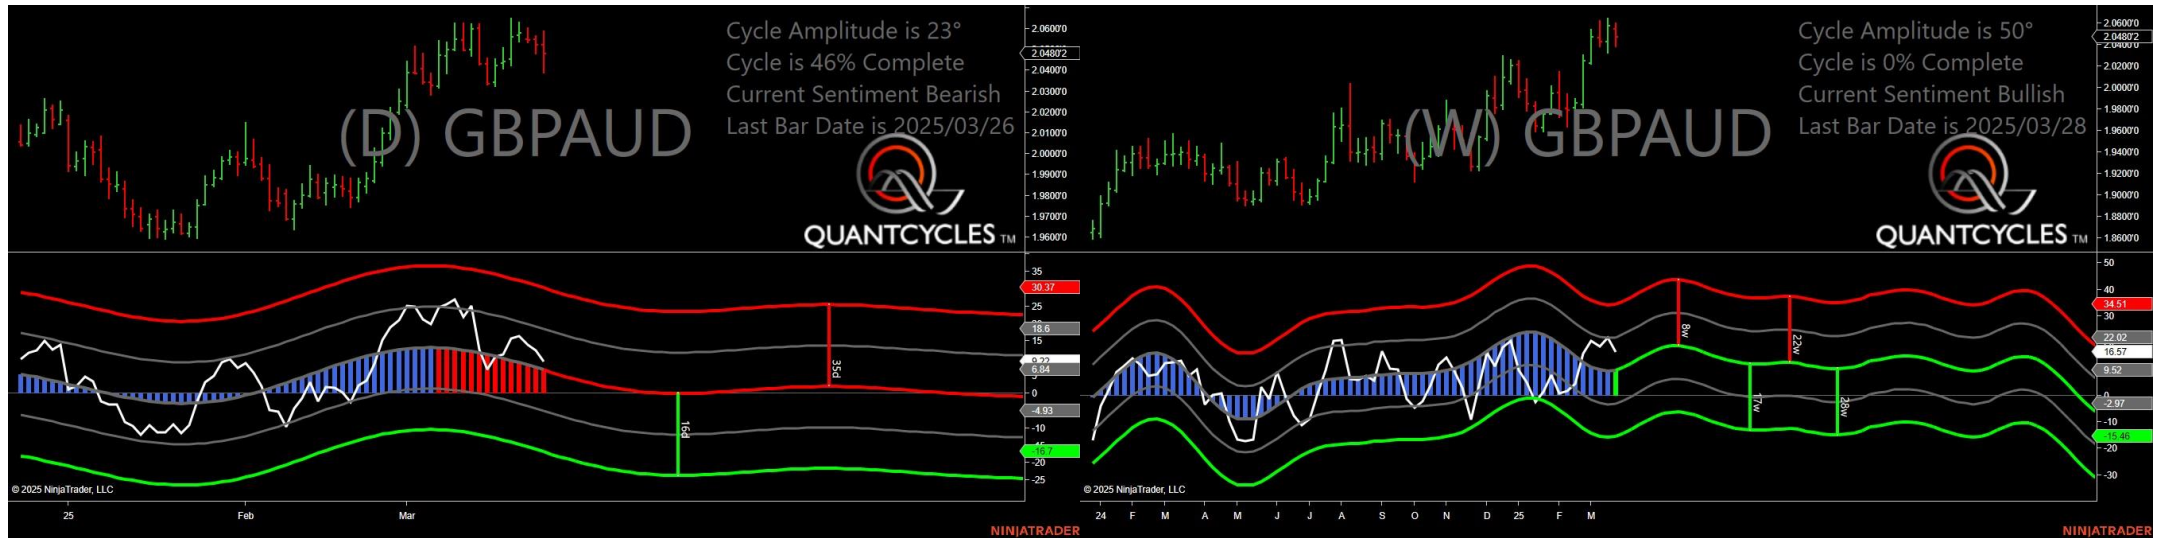 Cycle Amplitude is 23°
Cycle is 46% Complete
Current Sentiment Bearish
Last Bar Date is 2025/03/26
(D) GBPAUD
QUANTCYCLES TM
2.0600'0
2.0480'2
2.0400'0
2.0300'0
2.0200'0
2.0100'0
2.0000'0
1.9900'0
1.9800'0
1.9700'0
1.9600'0
35
30.37
25
18.6
15
9.22
6.84
0
-4.93
-10
-16.7
-20
-25
35d
16d
© 2025 NinjaTrader, LLC
25 Feb Mar
NINJATRADER
Cycle Amplitude is 50°
Cycle is 0% Complete
Current Sentiment Bullish
Last Bar Date is 2025/03/28
(W) GBPAUD
QUANTCYCLES TM
2.0600'0
2.0480'2
2.0400'0
2.0200'0
2.0000'0
1.9800'0
1.9600'0
1.9400'0
1.9200'0
1.9000'0
1.8800'0
1.8600'0
50
40
34.51
30
22.02
16.57
9.52
0
-2.97
-10
-15.46
-20
-30
8w
22w
17w
28w
© 2025 NinjaTrader, LLC
24 F M A M J J A S O N D 25 F M
NINJATRADER